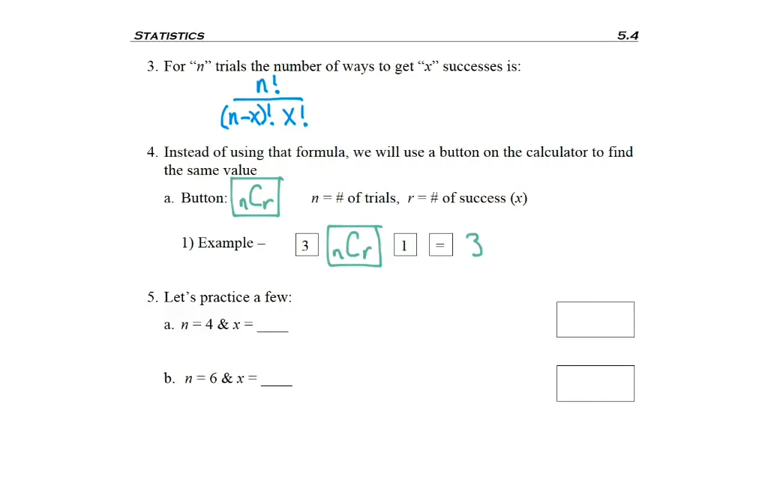 STATISTICS 5.4
3. For “n” trials the number of ways to get “x” successes is:
n!
(n-x)! x!
4. Instead of using that formula, we will use a button on the calculator to find
the same value
a. Button: nCr n = # of trials, r = # of success (x)
1) Example – 3 nCr 1 = 3
5. Let’s practice a few:
a. n = 4 & x = ____
b. n = 6 & x = ____